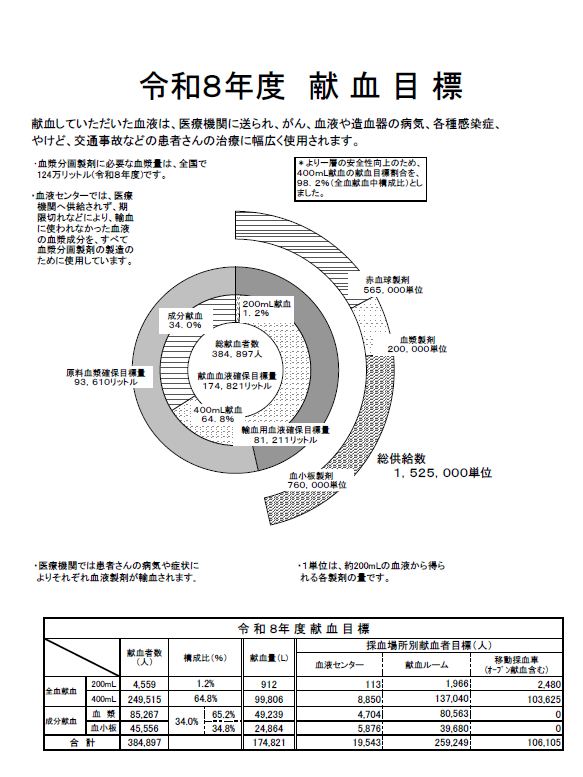 令和８年度　献 血 目 標
献血していただいた血液は、医療機関に送られ、がん、血液や造血器の病気、各種感染症、
やけど、交通事故などの患者さんの治療に幅広く使用されます。
・血漿分画製剤に必要な血漿量は、全国で
124万リットル（令和８年度）です。
＊より一層の安全性向上のため、
400mL献血の献血目標割合を、
９８．２％（全血献血中構成比）とし
ました。
・血液センターでは、医療
機関へ供給されず、期
限切れなどにより、輸血
に使われなかった血液
の血漿成分を、すべて
血漿分画製剤の製造の
ために使用しています。
赤血球製剤
565，000単位
200mL献血
１．２％
成分献血
３４．０％
血漿製剤
200，000単位
総献血者数
384，897人
原料血漿確保目標量
９３，６１０リットル
献血血液確保目標量
１７４，８２１リットル
400mL献血
６４．８％
輸血用血液確保目標量
８１，２１１リットル
総供給数
１，５２５，０００単位
血小板製剤
760，000単位
・医療機関では患者さんの病気や症状に
よりそれぞれ血液製剤が輸血されます。
・１単位は、約200mLの血液から得ら
れる各製剤の量です。
令 和 ８年 度 献 血 目 標
献血者数（人） 構成比（％） 献血量（L） 採血場所別献血者目標（人）
血液センター 献血ルーム 移動採血車（オープン献血含む）
全血献血 200mL 4,559 1.2% 912 113 1,966 2,480
400mL 249,515 64.8% 99,806 8,850 137,040 103,625
成分献血 血　漿 85,267 34.0% 65.2% 49,239 4,704 80,563 0
血小板 45,556 34.8% 24,864 5,876 39,680 0
合　計 384,897 174,821 19,543 259,249 106,105